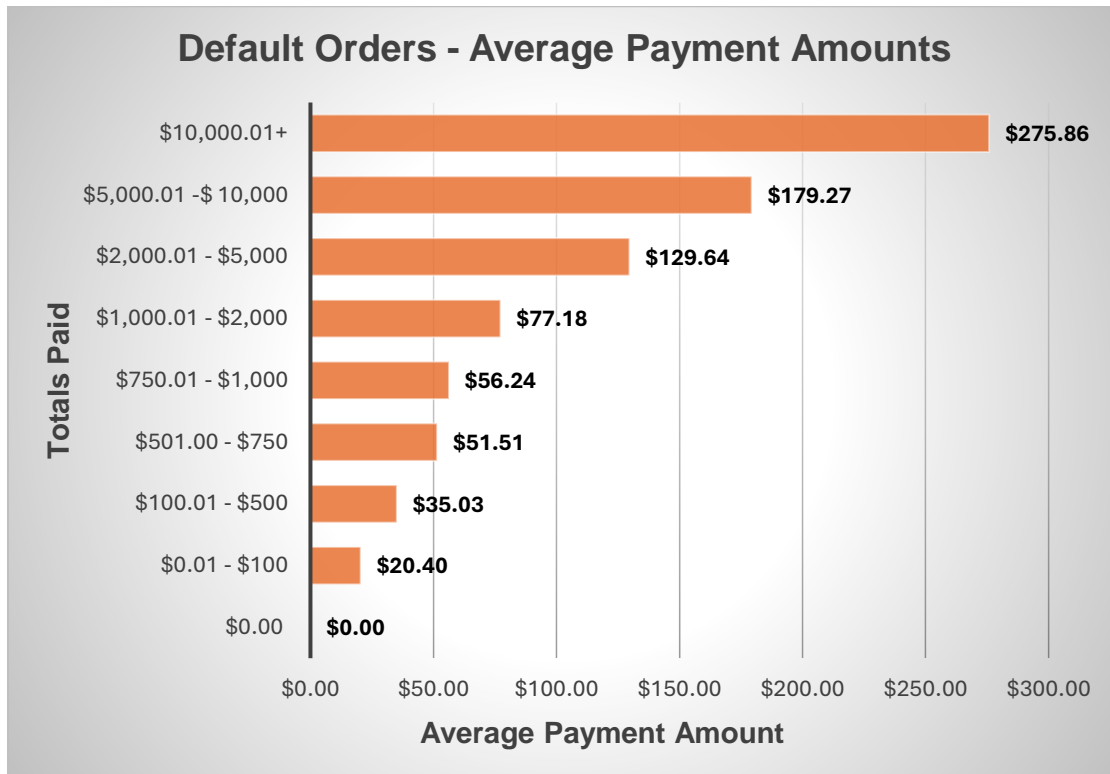 Default Orders - Average Payment Amounts
$10,000.01+
$275.86
$5,000.01 -$ 10,000
$179.27
$2,000.01 - $5,000
$129.64
$1,000.01 - $2,000
$77.18
$750.01 - $1,000
$56.24
$501.00 - $750
$51.51
$100.01 - $500
$35.03
$0.01 - $100
$20.40
$0.00
$0.00
Totals Paid
$0.00 $50.00 $100.00 $150.00 $200.00 $250.00 $300.00
Average Payment Amount